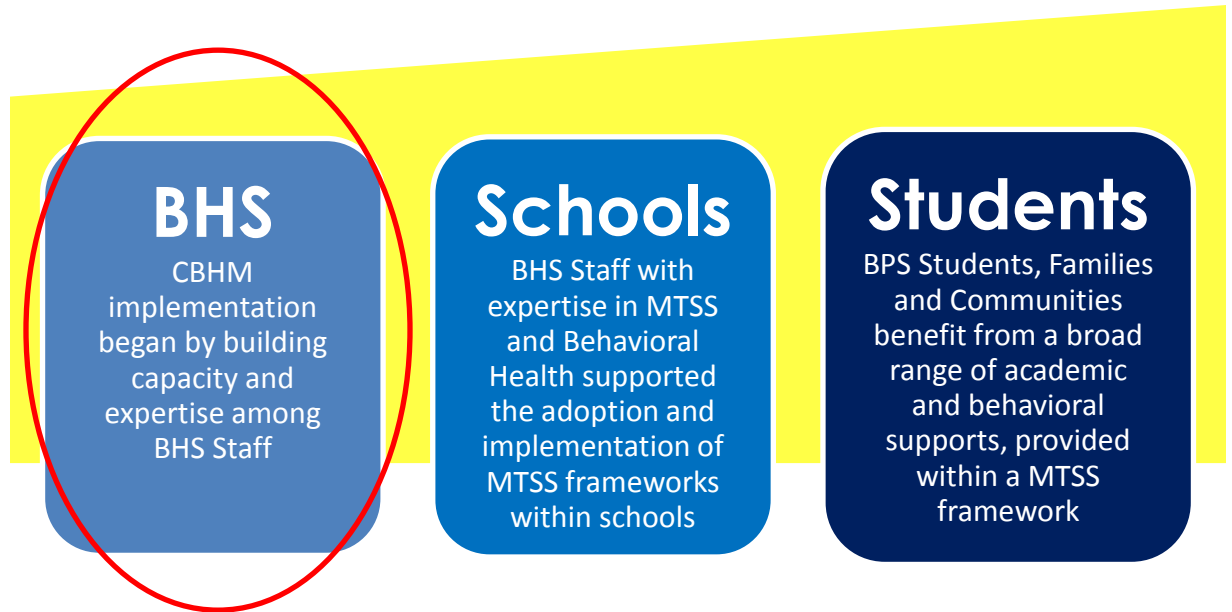 BHS
CBHM
implementation
began by building
capacity and
expertise among
BHS Staff
Schools
BHS Staff with
expertise in MTSS
and Behavioral
Health supported
the adoption and
implementation of
MTSS frameworks
within schools
Students
BPS Students, Families
and Communities
benefit from a broad
range of academic
and behavioral
supports, provided
within a MTSS
framework